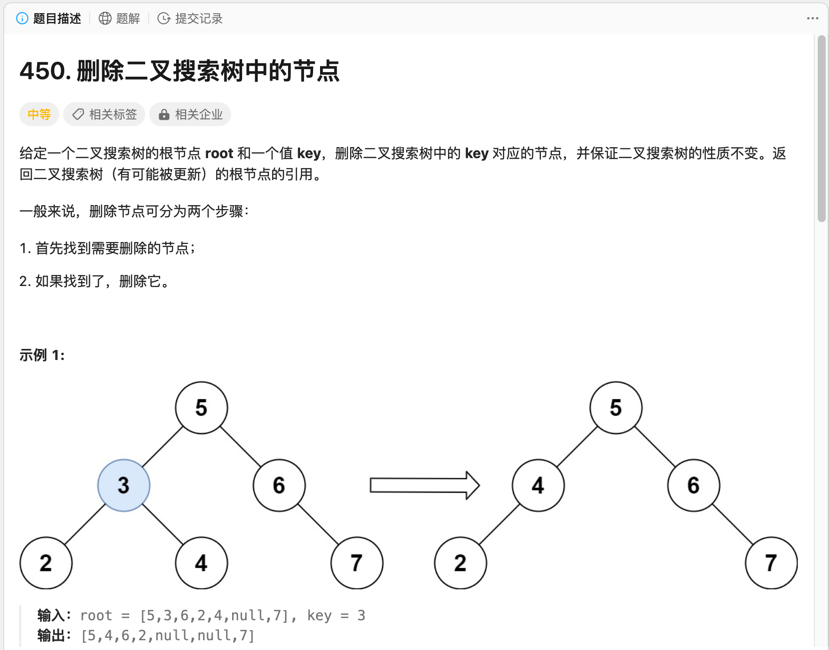 题目描述 题解 提交记录
450. 删除二叉搜索树中的节点
中等 相关标签 相关企业
给定一个二叉搜索树的根节点 root 和一个值 key，删除二叉搜索树中的 key 对应的节点，并保证二叉搜索树的性质不变。返
回二叉搜索树（有可能被更新）的根节点的引用。
一般来说，删除节点可分为两个步骤：
1. 首先找到需要删除的节点；
2. 如果找到了，删除它。
示例 1:
5 5
3 6 4 6
2 4 7 2 7
输入：root = [5,3,6,2,4,null,7], key = 3
输出：[5,4,6,2,null,null,7]